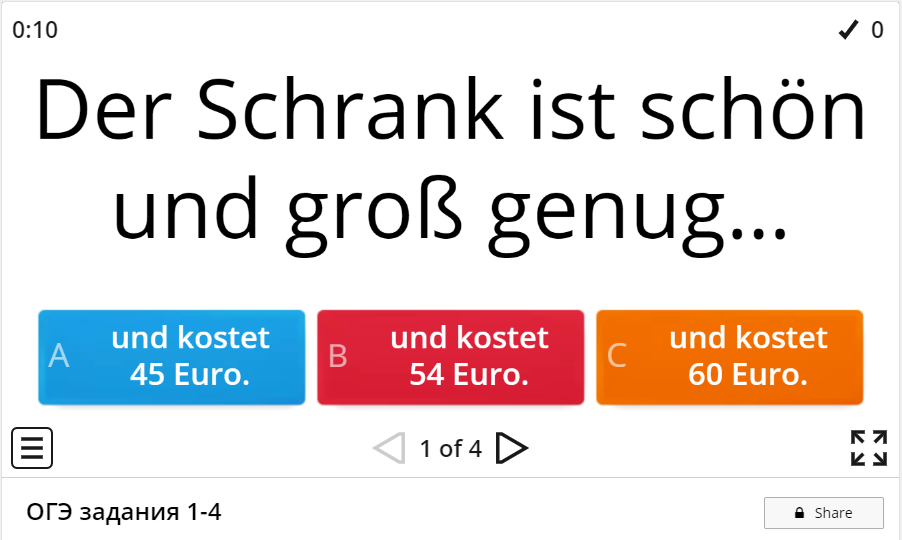 0:10
0
Der Schrank ist schön
und groß genug...
A
und kostet
45 Euro.
B
und kostet
54 Euro.
C
und kostet
60 Euro.
1 of 4
ОГЭ задания 1-4
Share